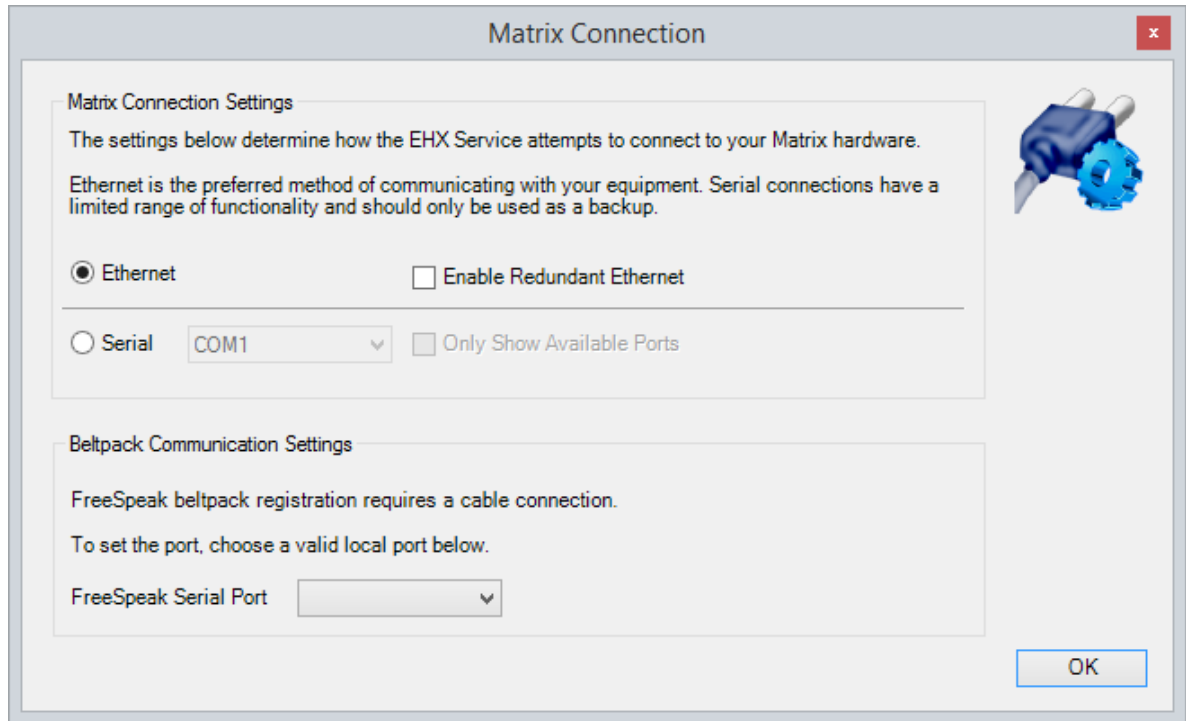 Matrix Connection
x
Matrix Connection Settings
The settings below determine how the EHX Service attempts to connect to your Matrix hardware.
Ethernet is the preferred method of communicating with your equipment. Serial connections have a
limited range of functionality and should only be used as a backup.
Ethernet Enable Redundant Ethernet
Serial COM1 Only Show Available Ports
Beltpack Communication Settings
FreeSpeak beltpack registration requires a cable connection.
To set the port, choose a valid local port below.
FreeSpeak Serial Port
OK